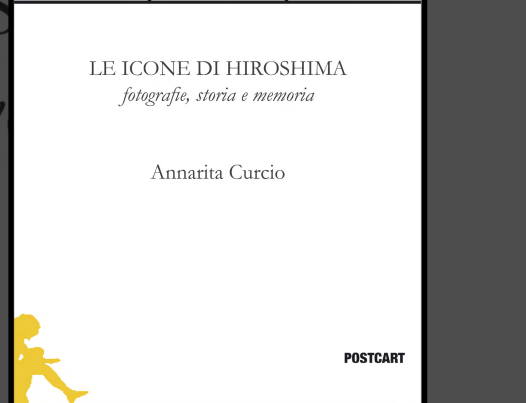 LE ICONE DI HIROSHIMA
fotografie, storia e memoria
Annarita Curcio
POSTCART